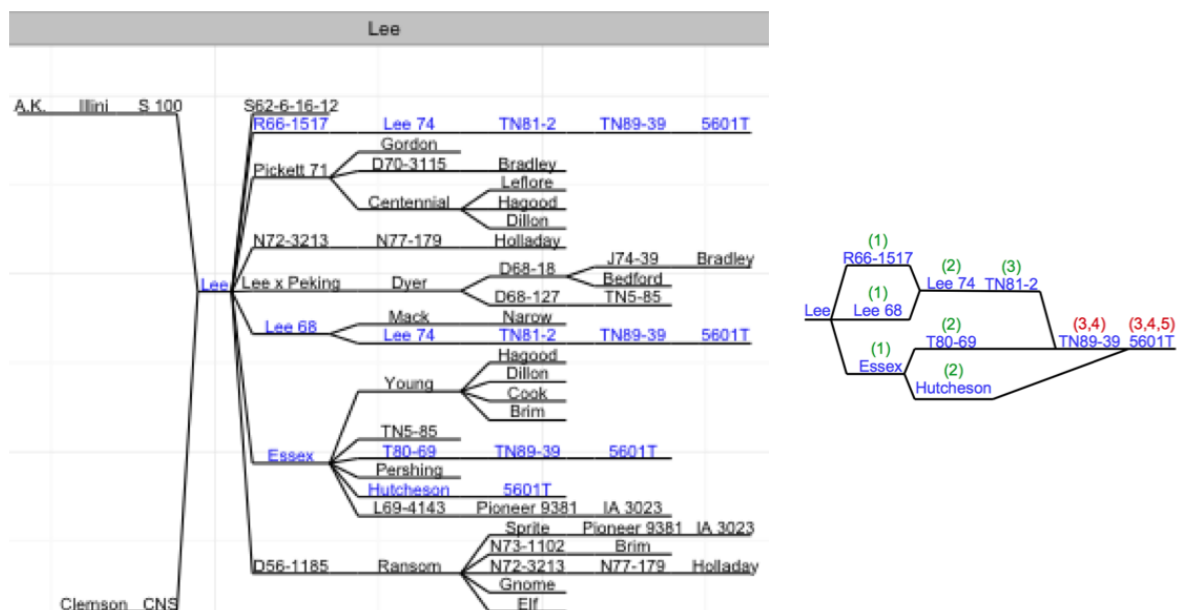 Lee
A.K. Illini S 100 S62-6-16-12
R66-1517 Lee 74 TN81-2 TN89-39 5601T
Gordon
Pickett 71 D70-3115 Bradley
Leflore
Centennial Hagood
Dillon
N72-3213 N77-179 Holladay
J74-39 Bradley
D68-18
Lee Lee x Peking Dyer Bedford
D68-127 TN5-85
Mack Narow
Lee 68
Lee 74 TN81-2 TN89-39 5601T
Hagood
Young Dillon
Cook
Brim
TN5-85
Essex T80-69 TN89-39 5601T
Pershing
Hutcheson 5601T
L69-4143 Pioneer 9381 IA 3023
Sprite Pioneer 9381 IA 3023
N73-1102 Brim
D56-1185 Ransom N72-3213 N77-179 Holladay
Gnome
Clemson CNS Elf
(1)
R66-1517 (2) (3)
Lee 74 TN81-2
(1)
Lee Lee 68
(2) (3,4) (3,4,5)
T80-69 TN89-39 5601T
(1)
Essex (2)
Hutcheson